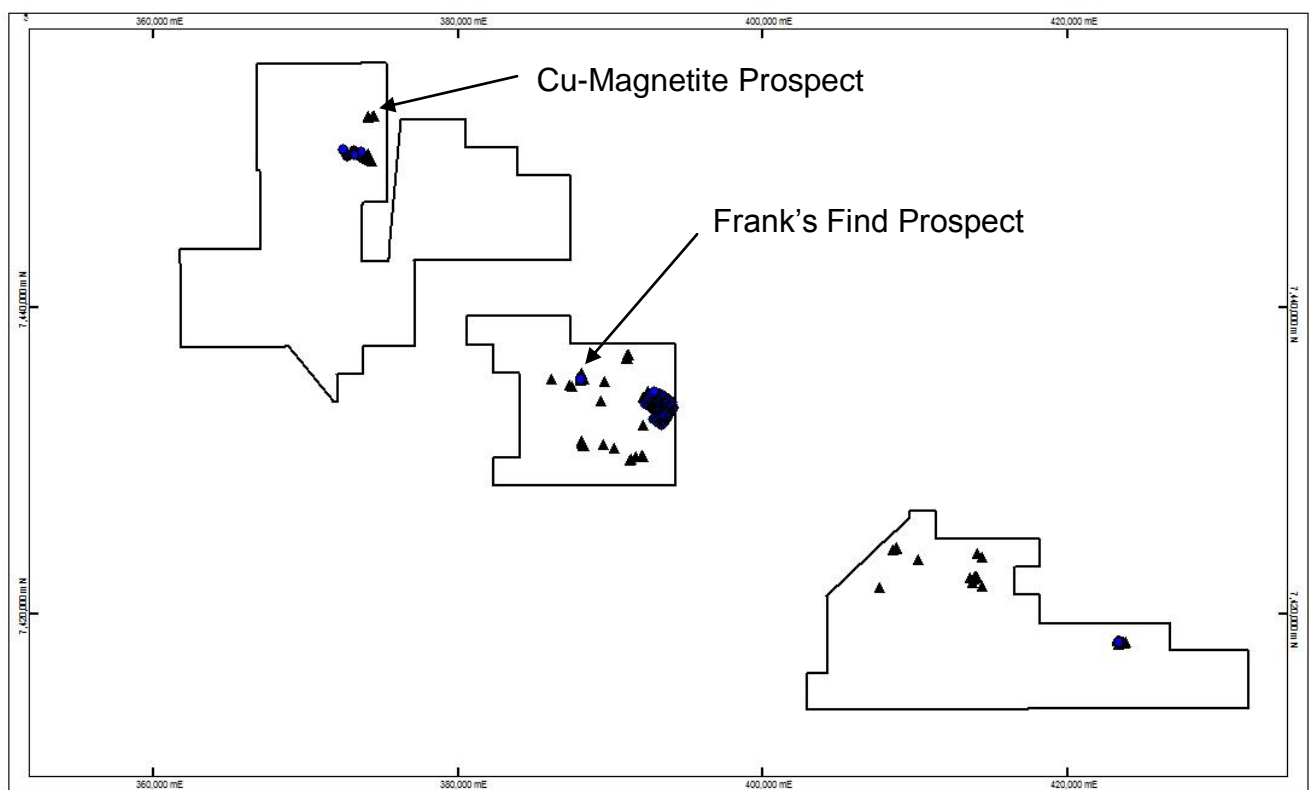 360,000 mE
380,000 mE
400,000 mE
420,000 mE
Cu-Magnetite Prospect
Frank’s Find Prospect
7,440,000 m N
7,440,000 m N
7,420,000 m N
7,420,000 m N
360,000 mE
380,000 mE
400,000 mE
420,000 mE